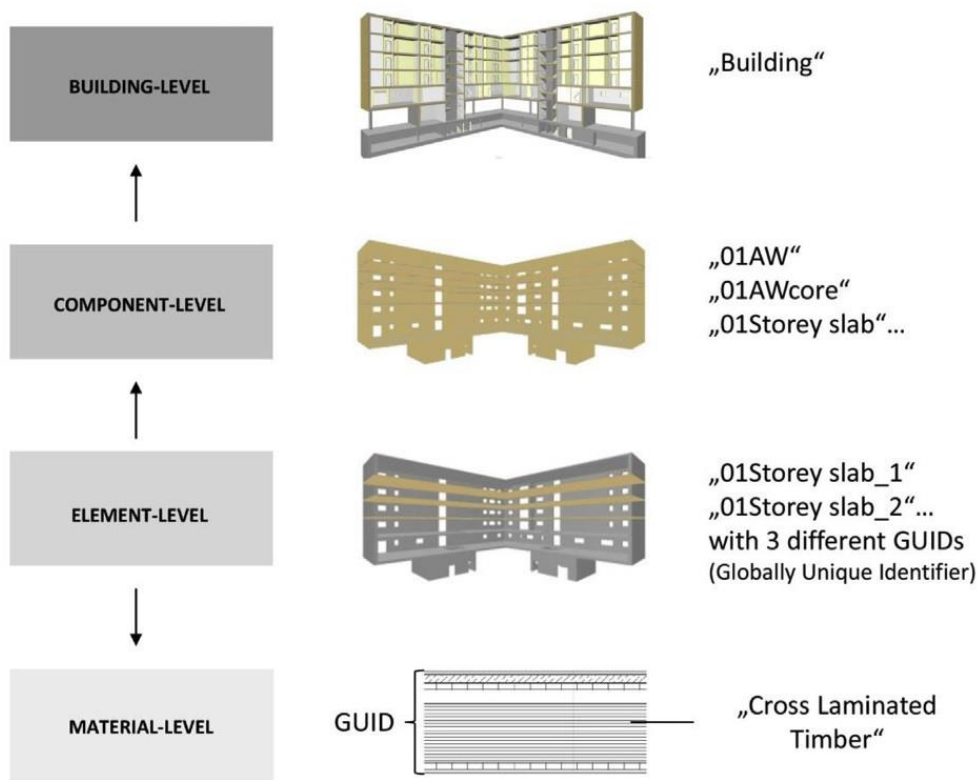 BUILDING-LEVEL
„Building“
COMPONENT-LEVEL
„01AW“
„01AWcore“
„01Storey slab“...
ELEMENT-LEVEL
„01Storey slab_1“
„01Storey slab_2“...
with 3 different GUIDs
(Globally Unique Identifier)
MATERIAL-LEVEL
GUID
„Cross Laminated
Timber“